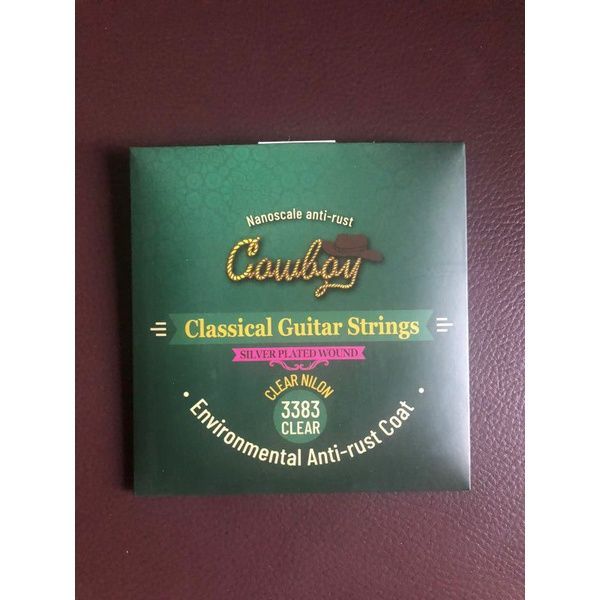 Nanoscale anti-rust
Cowboy
Classical Guitar Strings
SILVER PLATED WOUND
CLEAR NILON
3383
CLEAR
• Environmental Anti-rust Coat •